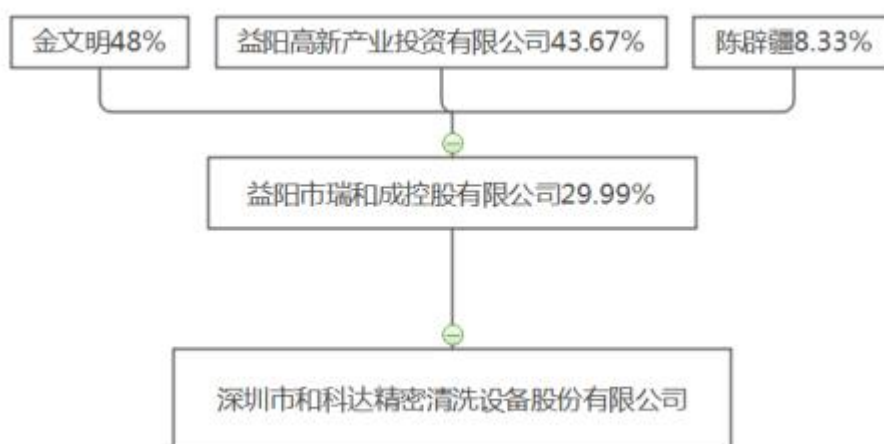 金文明48%
益阳高新产业投资有限公司43.67%
陈辟疆8.33%
益阳市瑞和成控股有限公司29.99%
深圳市和科达精密清洗设备股份有限公司